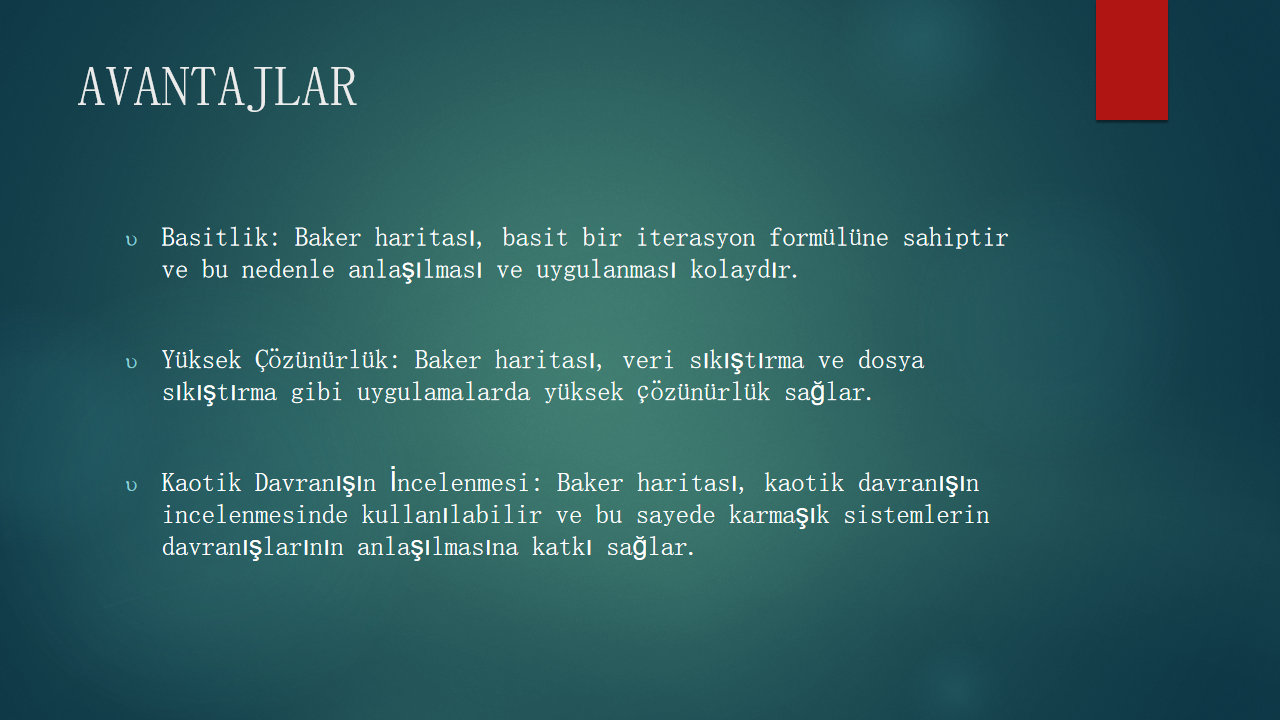 AVANTAJLAR
υ Basitlik: Baker haritası, basit bir iterasyon formülüne sahiptir
ve bu nedenle anlaşılması ve uygulanması kolaydır.
υ Yüksek Çözünürlük: Baker haritası, veri sıkıştırma ve dosya
sıkıştırma gibi uygulamalarda yüksek çözünürlük sağlar.
υ Kaotik Davranışın İncelenmesi: Baker haritası, kaotik davranışın
incelenmesinde kullanılabilir ve bu sayede karmaşık sistemlerin
davranışlarının anlaşılmasına katkı sağlar.